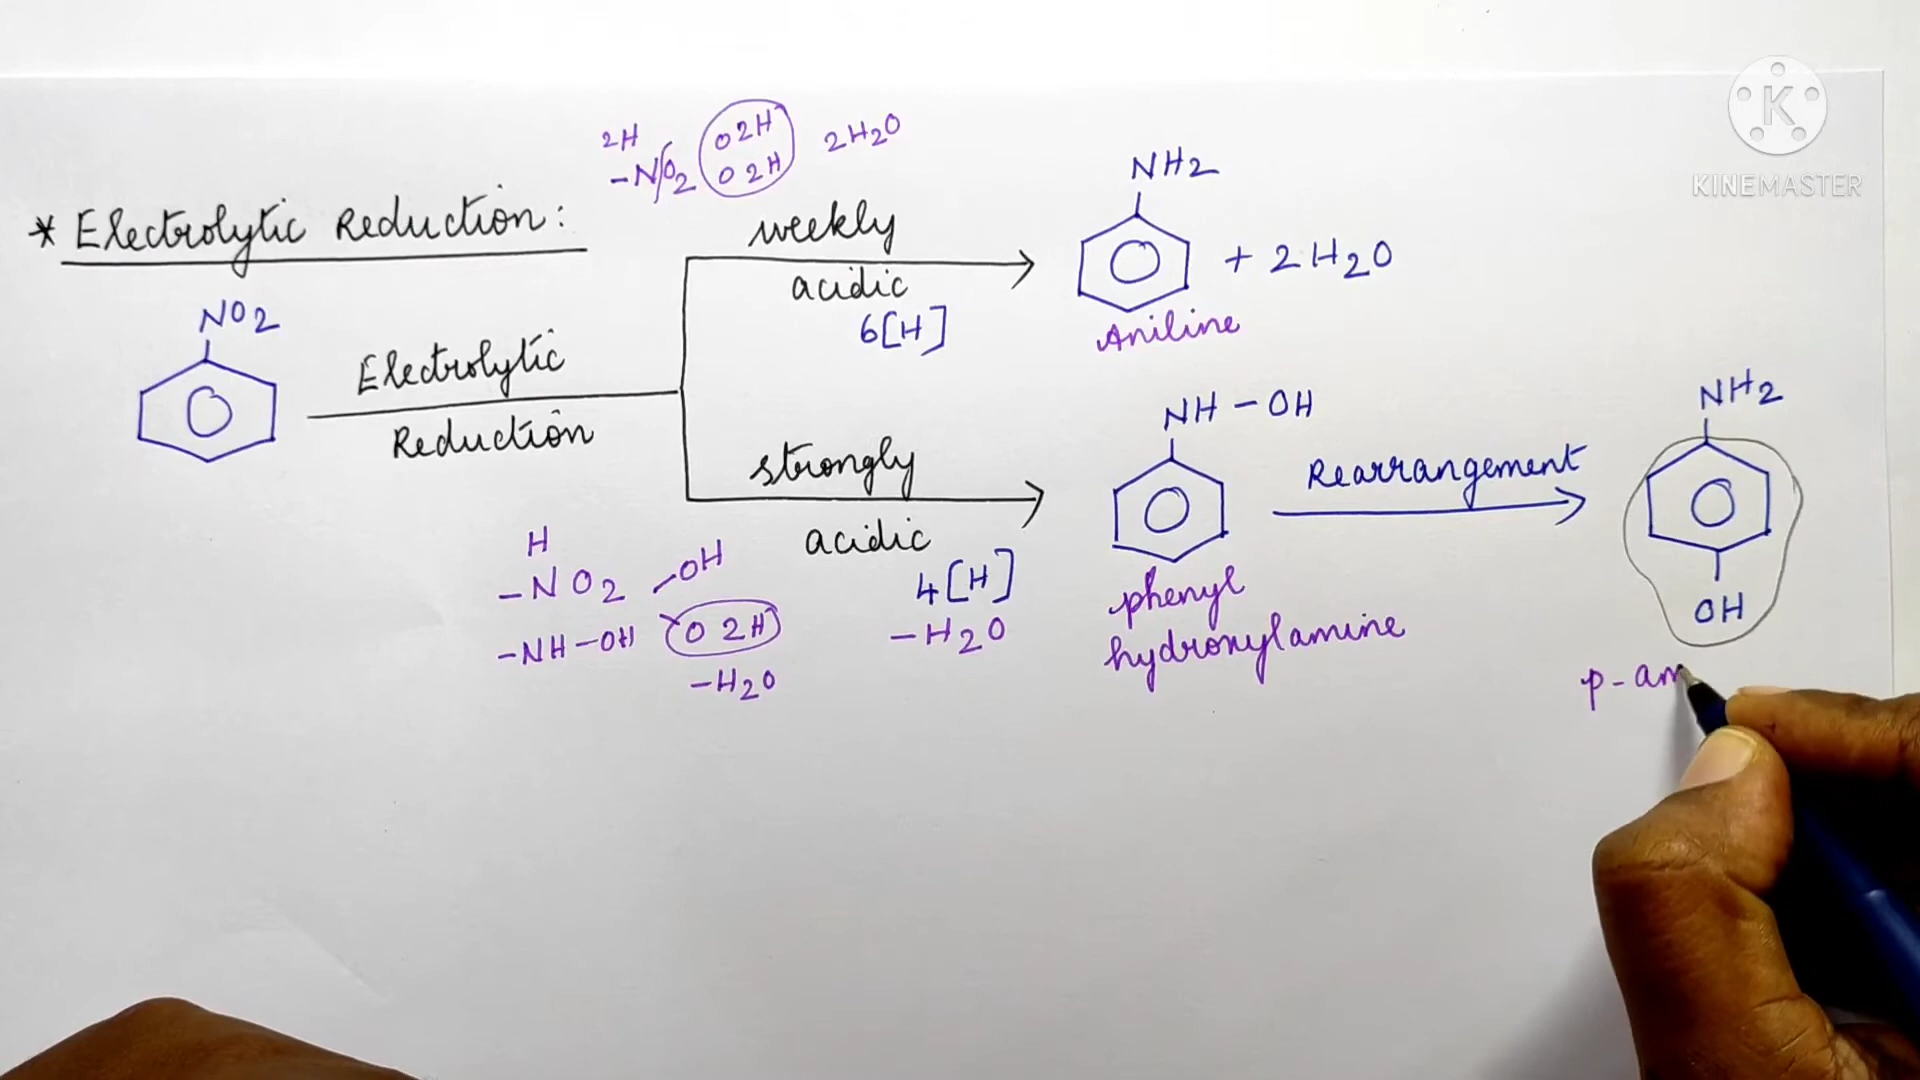 2H
-NO2 O 2H 2H2O
O 2H
KINEMASTER
* Electrolytic Reduction:
weekly
acidic
6[H]
NH2
+ 2H2O
Aniline
NO2
Electrolytic
Reduction
strongly
acidic
4[H]
-H2O
NH-OH
phenyl
hydroxylamine
Rearrangement
NH2
OH
p-am
H
-NO2 -OH
-NH-OH O 2H
-H2O